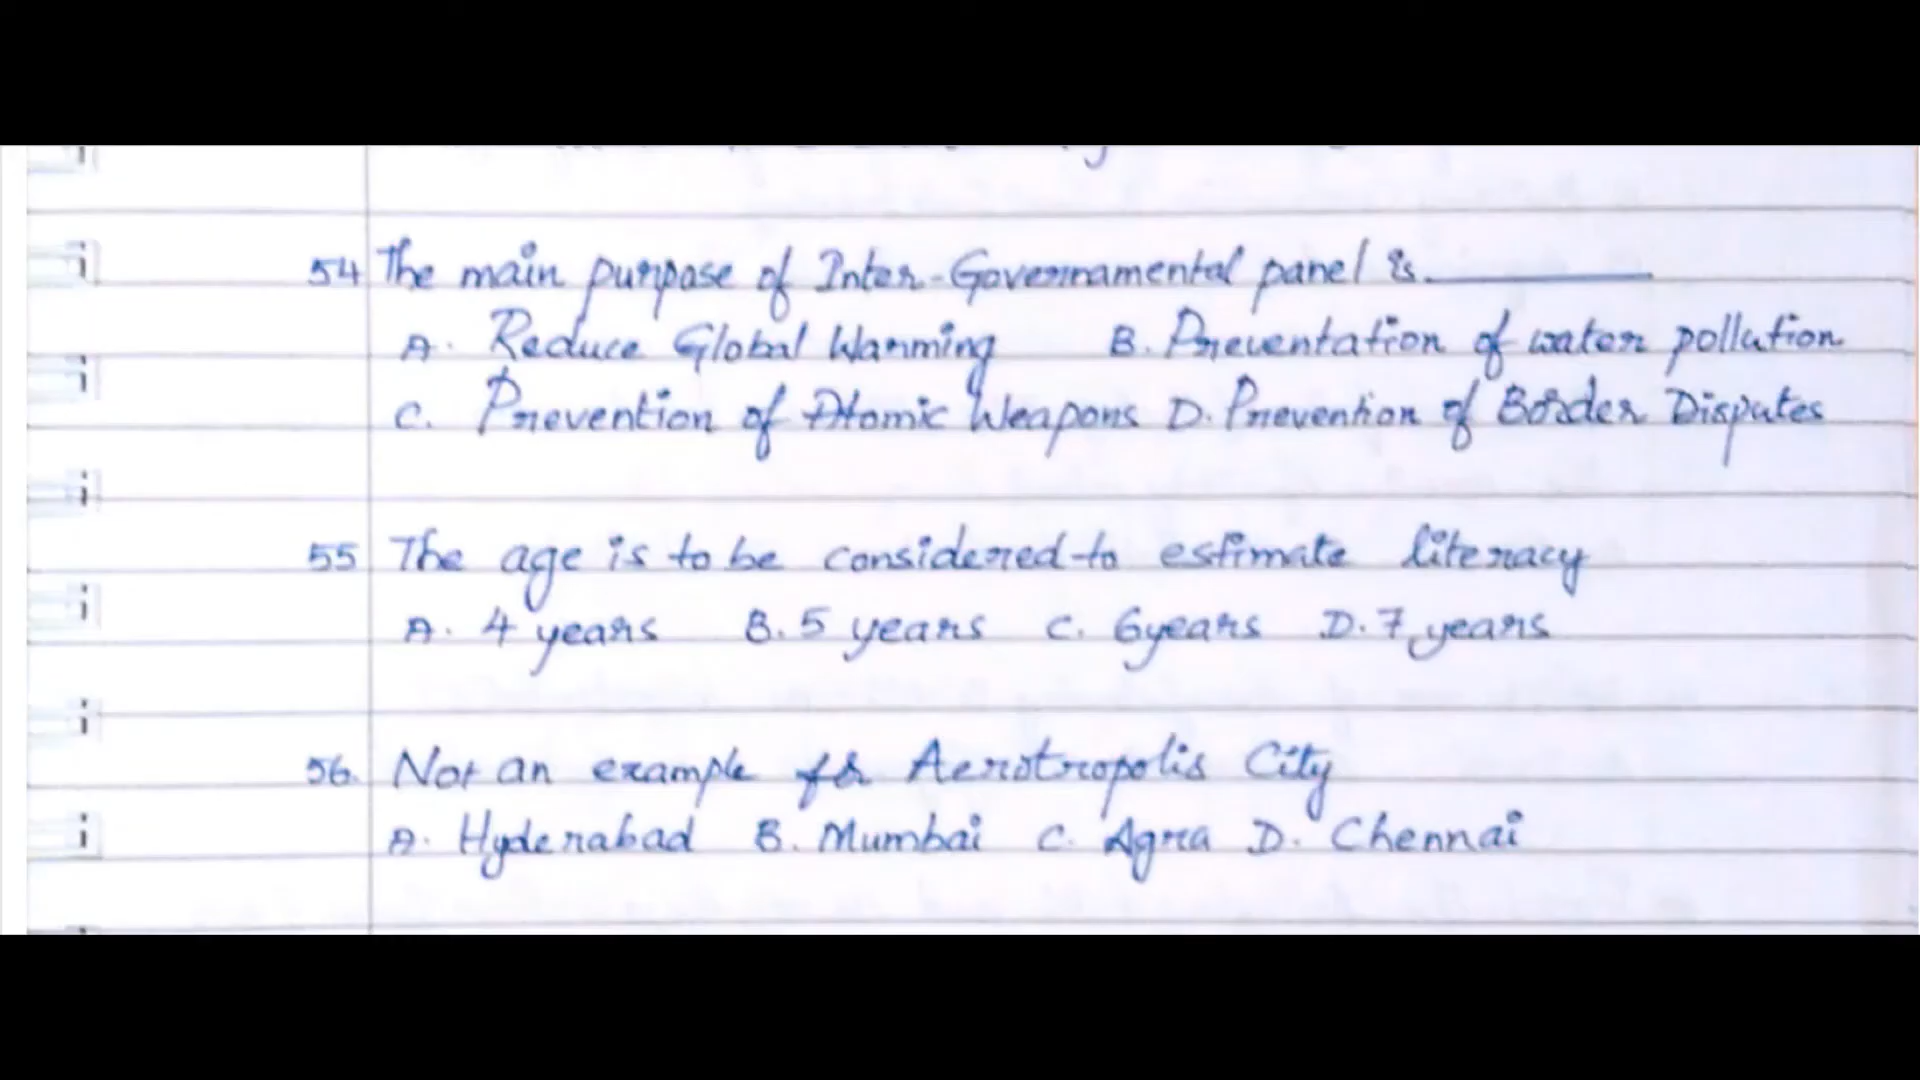 54 The main purpose of Inter-Governamental panel is.
A. Reduce Global Warming B. Preventation of water pollution
C. Prevention of Atomic Weapons D. Prevention of Border Disputes
55 The age is to be considered to estimate literacy
A. 4 years B. 5 years C. 6years D. 7 years
56. Not an example for Aerotropolis City
A. Hyderabad B. Mumbai C. Agra D. Chennai